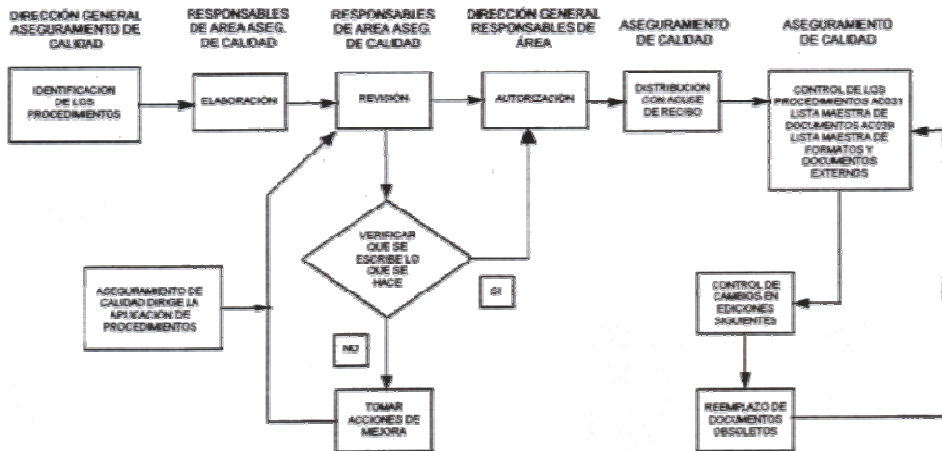 DIRECCIÓN GENERAL
ASEGURAMIENTO DE
CALIDAD
RESPONSABLES
DE AREA ASEG.
DE CALIDAD
RESPONSABLES
DE AREA ASEG.
DE CALIDAD
DIRECCIÓN GENERAL
RESPONSABLES DE
ÁREA
ASEGURAMIENTO
DE CALIDAD
ASEGURAMIENTO
DE CALIDAD
IDENTIFICACION
DE LOS
PROCEDIMIENTOS
ELABORACIÓN
REVISIÓN
AUTORIZACIÓN
DISTRIBUCION
CON ACUSE
DE RECIBO
CONTROL DE LOS
PROCEDIMIENTOS AC031
LISTA MAESTRA DE
DOCUMENTOS AC039
LISTA MAESTRA DE
FORMATOS Y
DOCUMENTOS
EXTERNOS
VERIFICAR
QUE SE
ESCRIBE LO
QUE SE
HACE
SI
NO
ASEGURAMIENTO DE
CALIDAD DIRIGE LA
APLICACIÓN DE
PROCEDIMIENTOS
TOMAR
ACCIONES DE
MEJORA
CONTROL DE
CAMBIOS EN
EDICIONES
SIGUIENTES
REEMPLAZO DE
DOCUMENTOS
OBSOLETOS